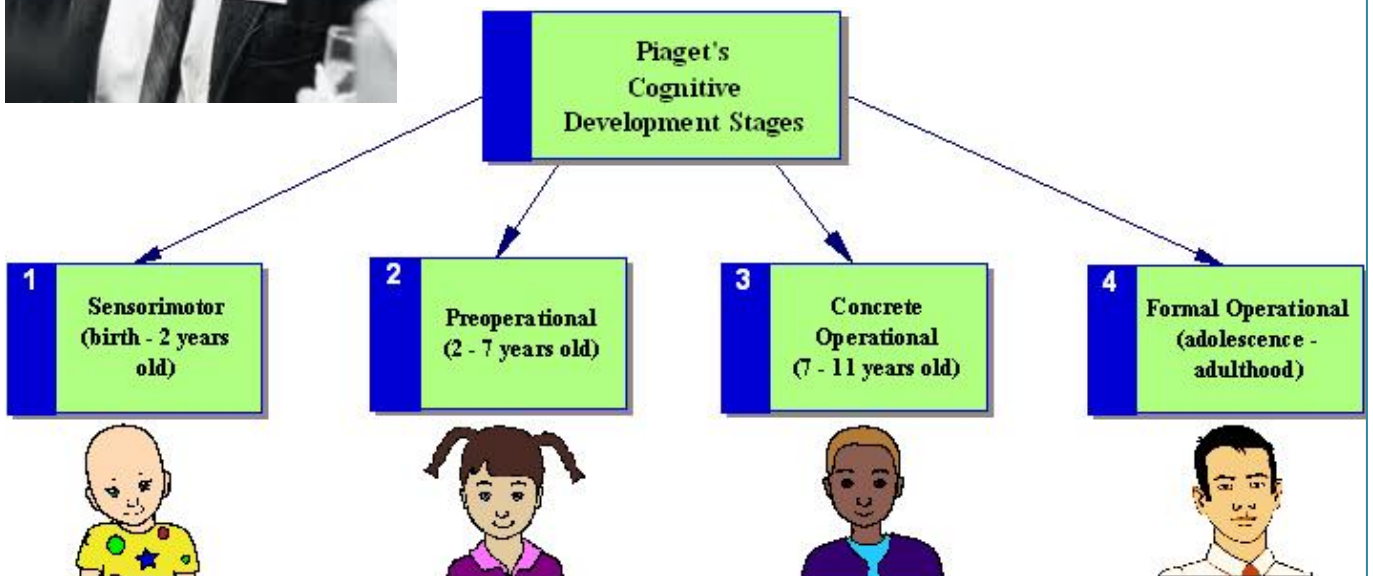 Piaget's
Cognitive
Development Stages
1
Sensorimotor
(birth - 2 years
old)
2
Preoperational
(2 - 7 years old)
3
Concrete
Operational
(7 - 11 years old)
4
Formal Operational
(adolescence -
adulthood)